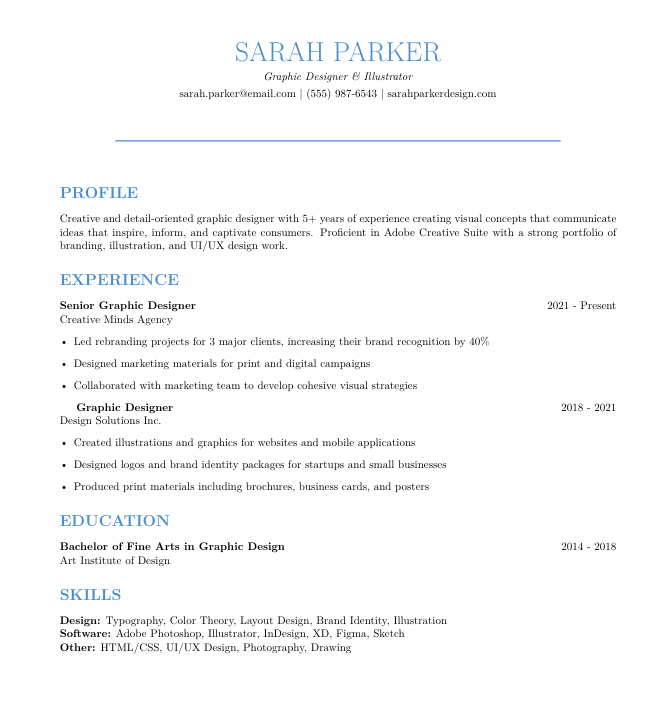 SARAH PARKER
Graphic Designer & Illustrator
sarah.parker@email.com | (555) 987-6543 | sarahparkerdesign.com
PROFILE
Creative and detail-oriented graphic designer with 5+ years of experience creating visual concepts that communicate
ideas that inspire, inform, and captivate consumers. Proficient in Adobe Creative Suite with a strong portfolio of
branding, illustration, and UI/UX design work.
EXPERIENCE
Senior Graphic Designer 2021 - Present
Creative Minds Agency
• Led rebranding projects for 3 major clients, increasing their brand recognition by 40%
• Designed marketing materials for print and digital campaigns
• Collaborated with marketing team to develop cohesive visual strategies
Graphic Designer 2018 - 2021
Design Solutions Inc.
• Created illustrations and graphics for websites and mobile applications
• Designed logos and brand identity packages for startups and small businesses
• Produced print materials including brochures, business cards, and posters
EDUCATION
Bachelor of Fine Arts in Graphic Design 2014 - 2018
Art Institute of Design
SKILLS
Design: Typography, Color Theory, Layout Design, Brand Identity, Illustration
Software: Adobe Photoshop, Illustrator, InDesign, XD, Figma, Sketch
Other: HTML/CSS, UI/UX Design, Photography, Drawing